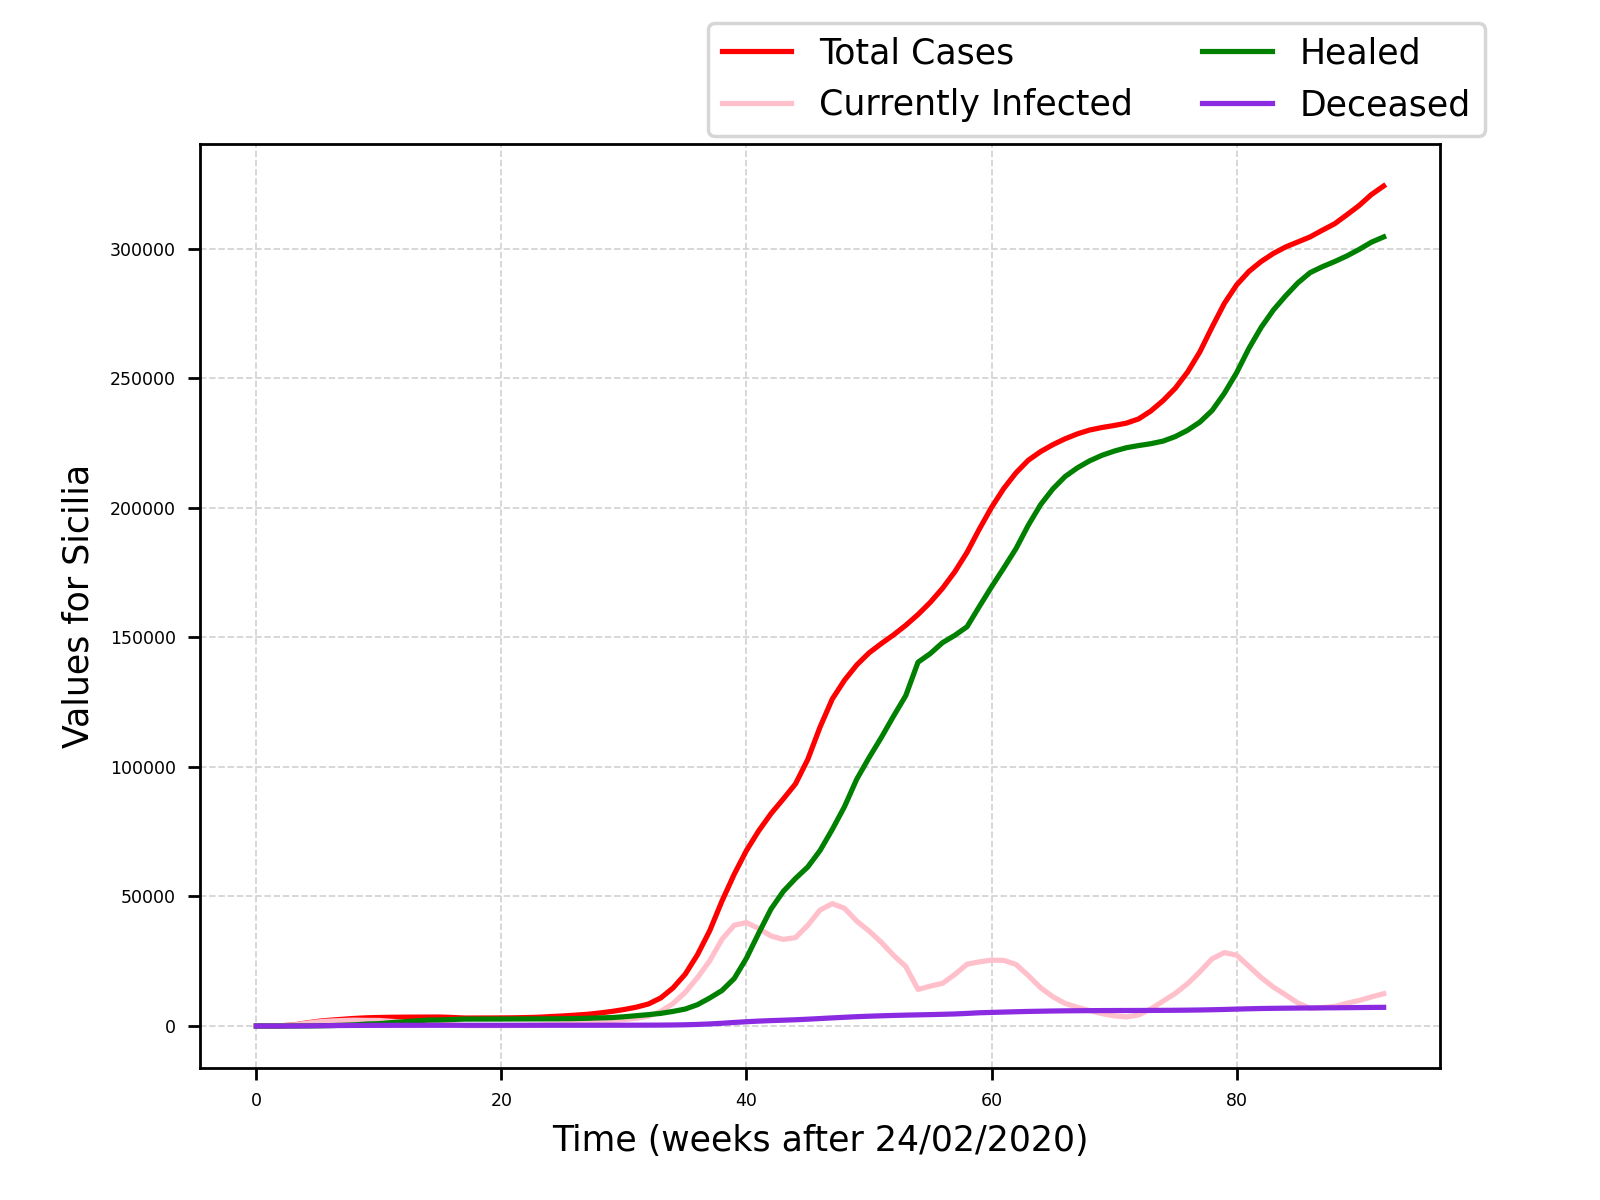 Total Cases
Currently Infected
Healed
Deceased
Values for Sicilia
300000
250000
200000
150000
100000
50000
0
0 20 40 60 80
Time (weeks after 24/02/2020)